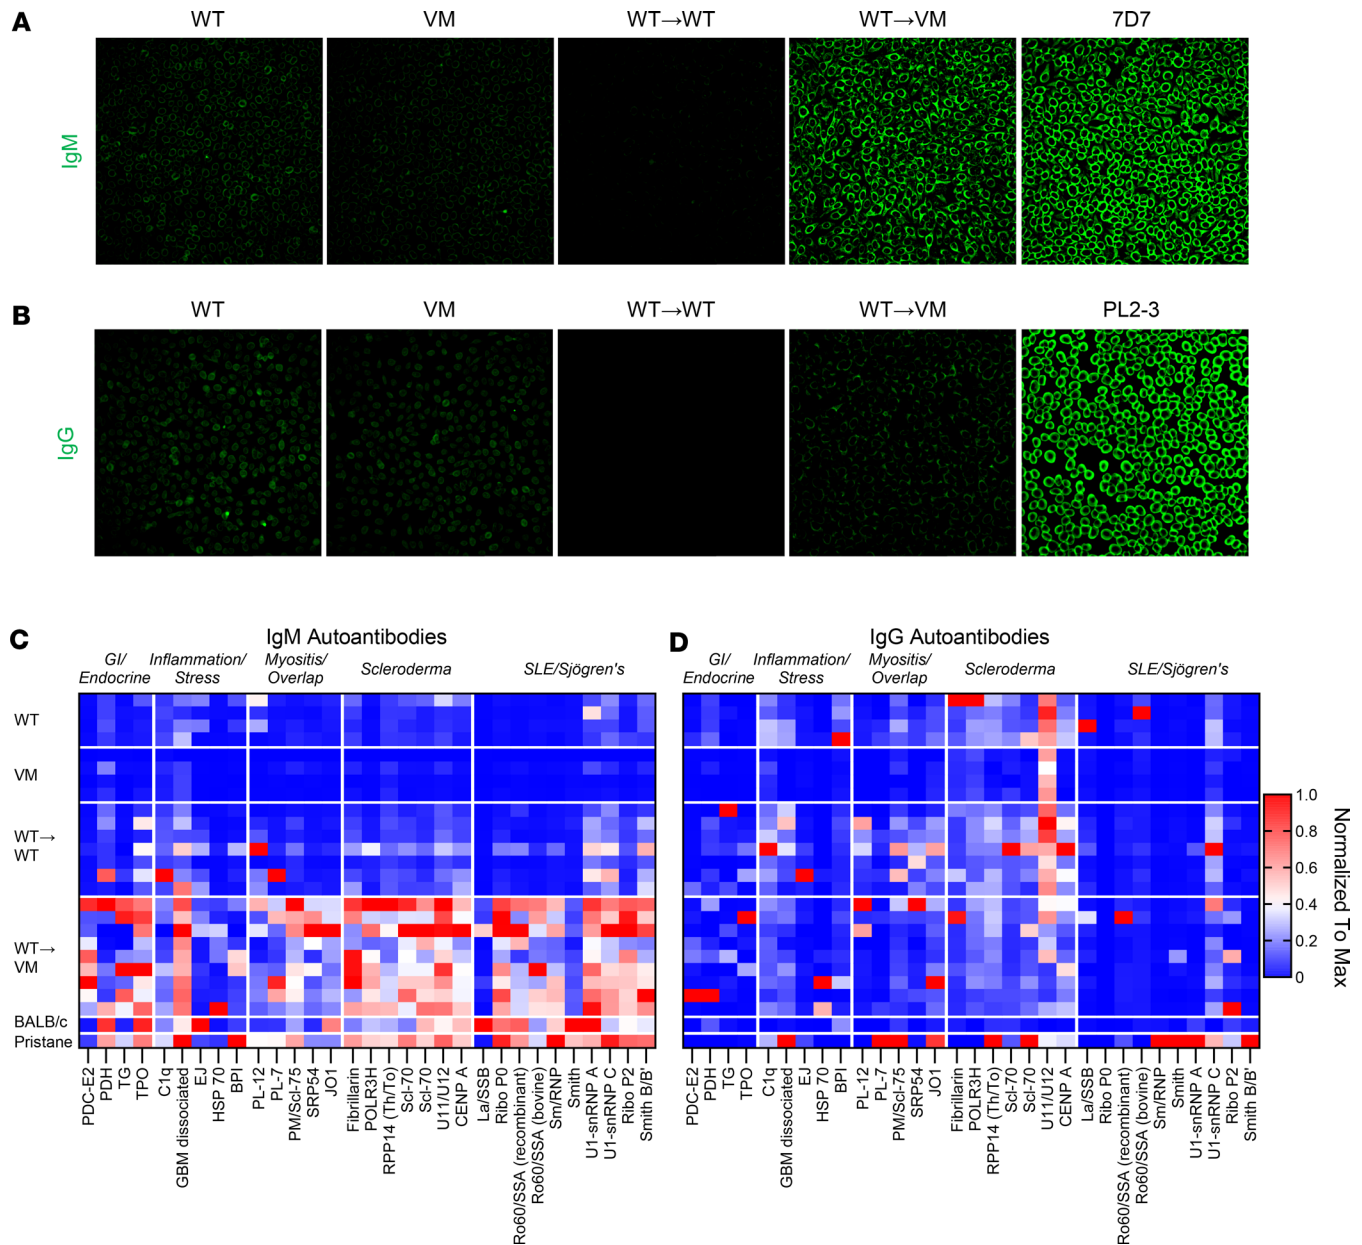 A
WT
VM
WT→WT
WT→VM
7D7
IgM
B
WT
VM
WT→WT
WT→VM
PL2-3
IgG
C
IgM Autoantibodies
GI/
Endocrine
Inflammation/
Stress
Myositis/
Overlap
Scleroderma
SLE/Sjögren's
WT
VM
WT→
WT
WT→
VM
BALB/c
Pristane
PDC-E2
PDH
TG
TPO
C1q
GBM dissociated
EJ
HSP 70
BPI
PL-12
PL-7
PM/Scl-75
SRP54
JO1
Fibrillarin
POLR3H
RPP14 (Th/To)
Scl-70
Scl-70
U11/U12
CENP A
La/SSB
Ribo P0
Ro60/SSA (recombinant)
Ro60/SSA (bovine)
Sm/RNP
Smith
U1-snRNP A
U1-snRNP C
Ribo P2
Smith B/B'
D
IgG Autoantibodies
GI/
Endocrine
Inflammation/
Stress
Myositis/
Overlap
Scleroderma
SLE/Sjögren's
PDC-E2
PDH
TG
TPO
C1q
GBM dissociated
EJ
HSP 70
BPI
PL-12
PL-7
PM/Scl-75
SRP54
JO1
Fibrillarin
POLR3H
RPP14 (Th/To)
Scl-70
Scl-70
U11/U12
CENP A
La/SSB
Ribo P0
Ro60/SSA (recombinant)
Ro60/SSA (bovine)
Sm/RNP
Smith
U1-snRNP A
U1-snRNP C
Ribo P2
Smith B/B'
1.0
0.8
0.6
0.4
0.2
0
Normalized To Max